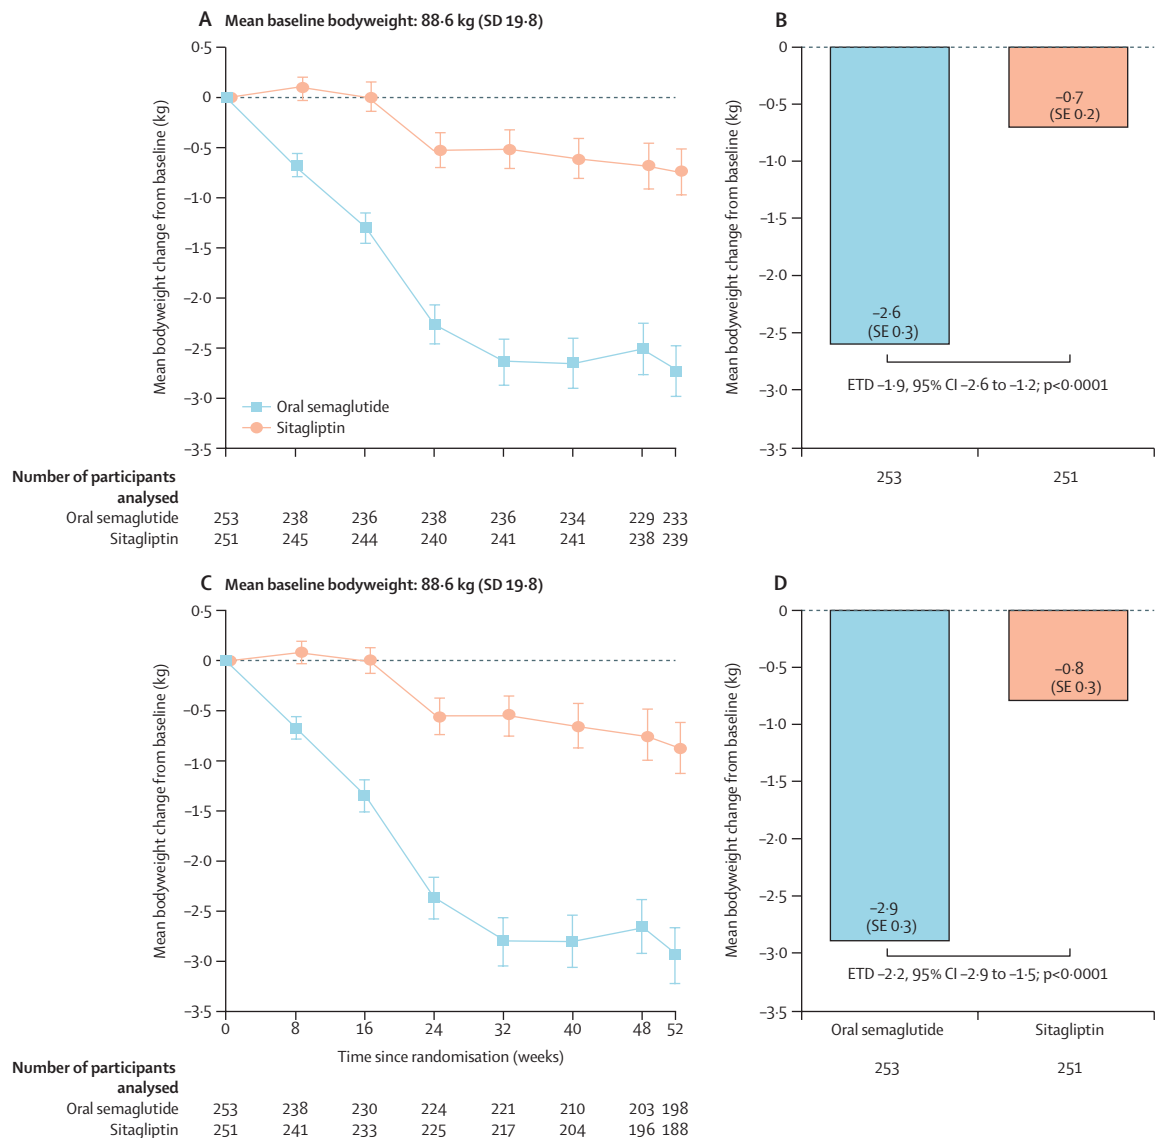 A Mean baseline bodyweight: 88·6 kg (SD 19·8)
Mean bodyweight change from baseline (kg)
0·5
0
–0·5
–1·0
–1·5
–2·0
–2·5
–3·0
–3·5
Oral semaglutide
Sitagliptin
B
Mean bodyweight change from baseline (kg)
0
–0·5
–1·0
–1·5
–2·0
–2·5
–3·0
–3·5
–2·6
(SE 0·3)
–0·7
(SE 0·2)
ETD –1·9, 95% CI –2·6 to –1·2; p<0·0001
253 251
Number of participants
analysed
Oral semaglutide 253 238 236 238 236 234 229 233
Sitagliptin 251 245 244 240 241 241 238 239
C Mean baseline bodyweight: 88·6 kg (SD 19·8)
Mean bodyweight change from baseline (kg)
0·5
0
–0·5
–1·0
–1·5
–2·0
–2·5
–3·0
–3·5
0 8 16 24 32 40 48 52
Time since randomisation (weeks)
D
Mean bodyweight change from baseline (kg)
0
–0·5
–1·0
–1·5
–2·0
–2·5
–3·0
–3·5
–2·9
(SE 0·3)
–0·8
(SE 0·3)
ETD –2·2, 95% CI –2·9 to –1·5; p<0·0001
Oral semaglutide Sitagliptin
253 251
Number of participants
analysed
Oral semaglutide 253 238 230 224 221 210 203 198
Sitagliptin 251 241 233 225 217 204 196 188